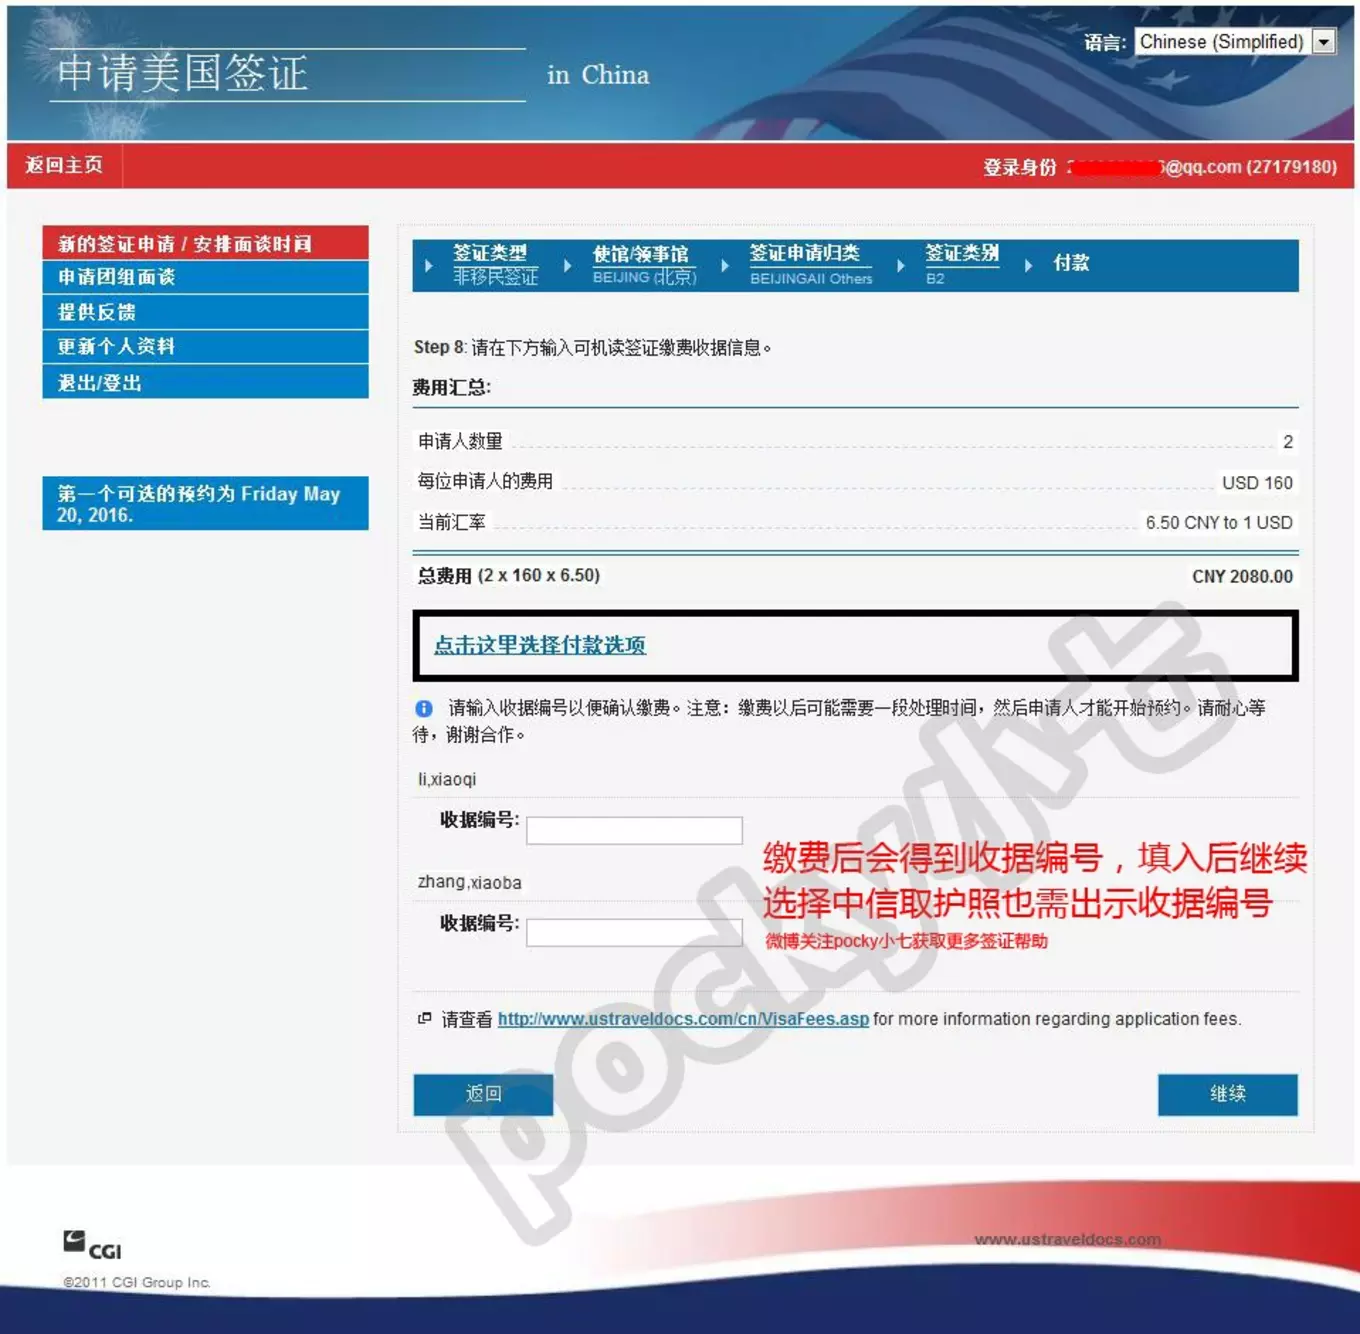 申请美国签证
in China
语言: Chinese (Simplified)
返回主页
登录身份
@qq.com (27179180)
新的签证申请 / 安排面谈时间
申请团组面谈
提供反馈
更新个人资料
退出/登出
第一个可选的预约为 Friday May
20, 2016.
签证类型
非移民签证
使馆/领事馆
BEIJING (北京)
签证申请归类
BEIJINGAll Others
签证类别
B2
付款
Step 8: 请在下方输入可机读签证缴费收据信息。
费用汇总:
申请人数量 2
每位申请人的费用 USD 160
当前汇率 6.50 CNY to 1 USD
总费用 (2 x 160 x 6.50) CNY 2080.00
点击这里选择付款选项
请输入收据编号以便确认缴费。注意：缴费以后可能需要一段处理时间，然后申请人才能开始预约。请耐心等
待，谢谢合作。
li,xiaoqi
收据编号:
zhang,xiaoba
收据编号:
缴费后会得到收据编号，填入后继续
选择中信取护照也需出示收据编号
微博关注pocky小七获取更多签证帮助
请查看 http://www.ustraveldocs.com/cn/VisaFees.asp for more information regarding application fees.
返回
继续
pocky小七
CGI
©2011 CGI Group Inc.
www.ustraveldocs.com